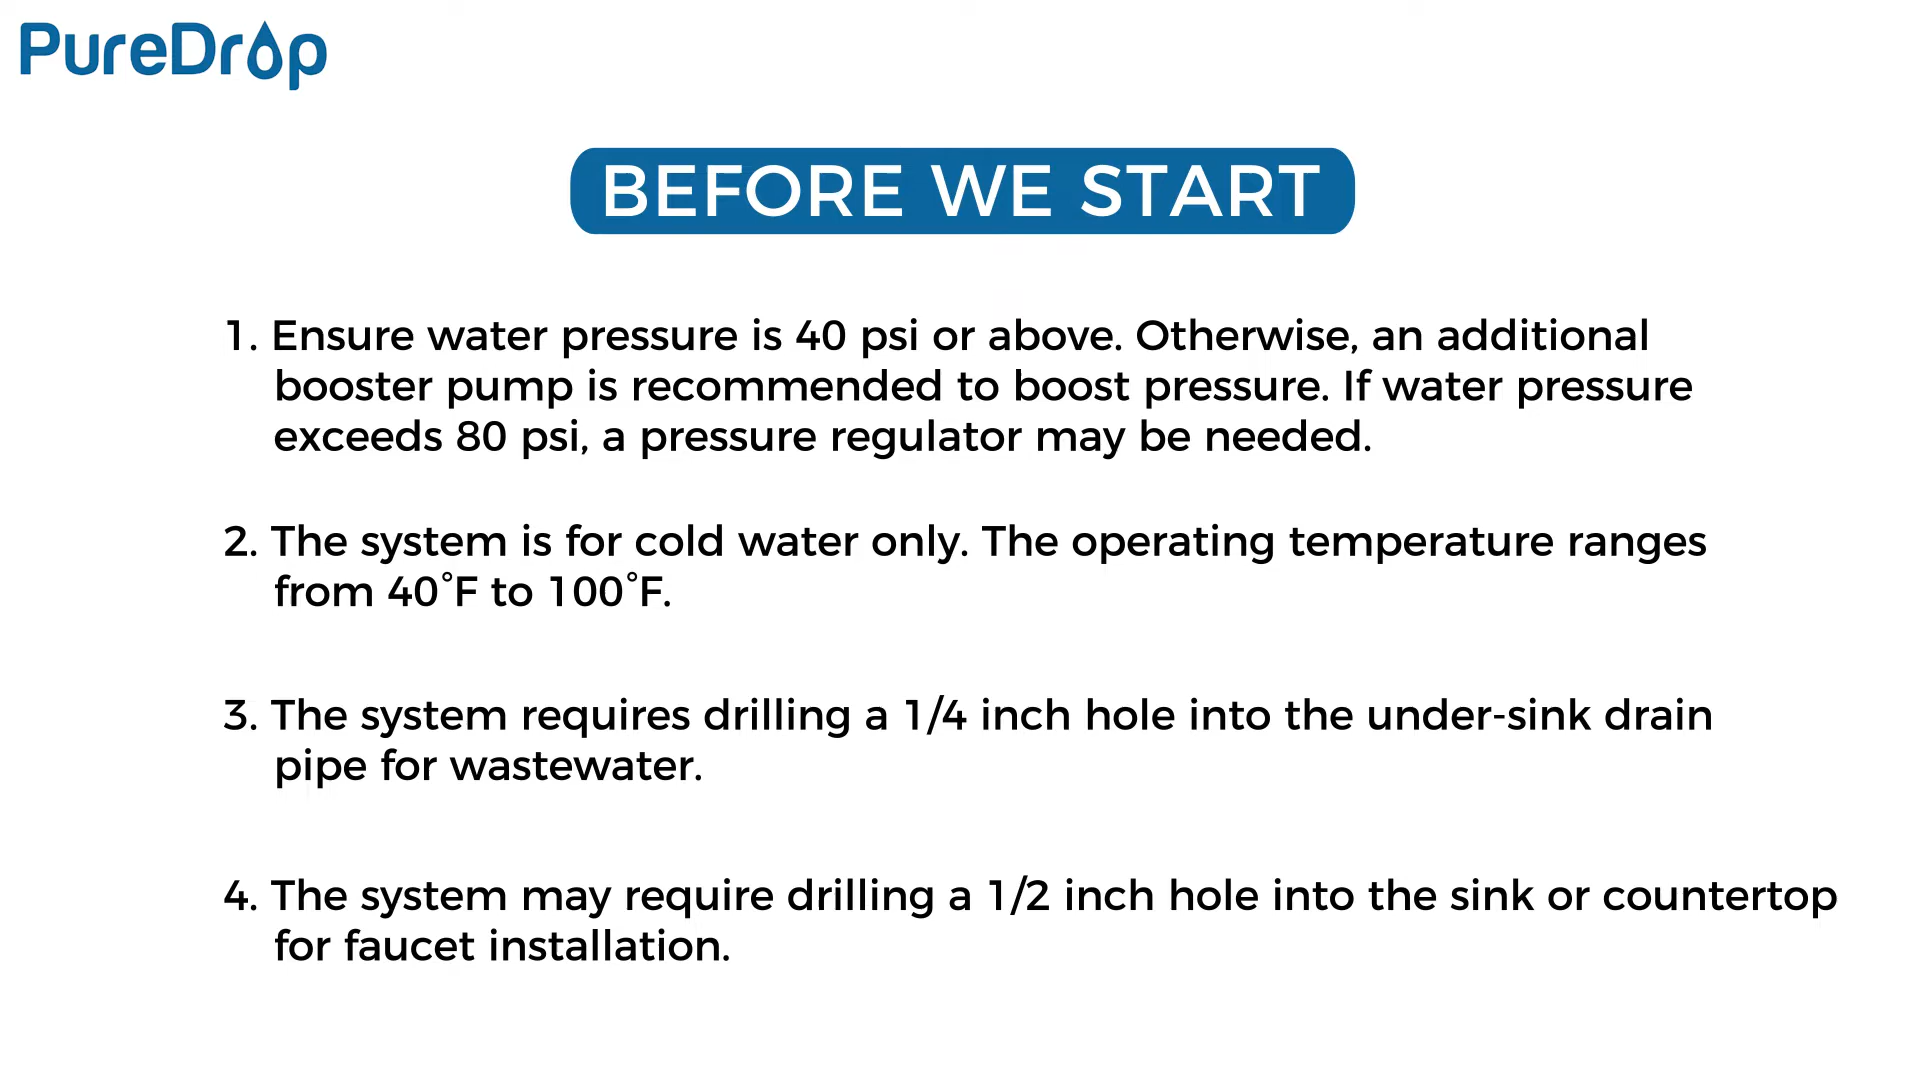 PureDrop
BEFORE WE START
1. Ensure water pressure is 40 psi or above. Otherwise, an additional
booster pump is recommended to boost pressure. If water pressure
exceeds 80 psi, a pressure regulator may be needed.
2. The system is for cold water only. The operating temperature ranges
from 40°F to 100°F.
3. The system requires drilling a 1/4 inch hole into the under-sink drain
pipe for wastewater.
4. The system may require drilling a 1/2 inch hole into the sink or countertop
for faucet installation.